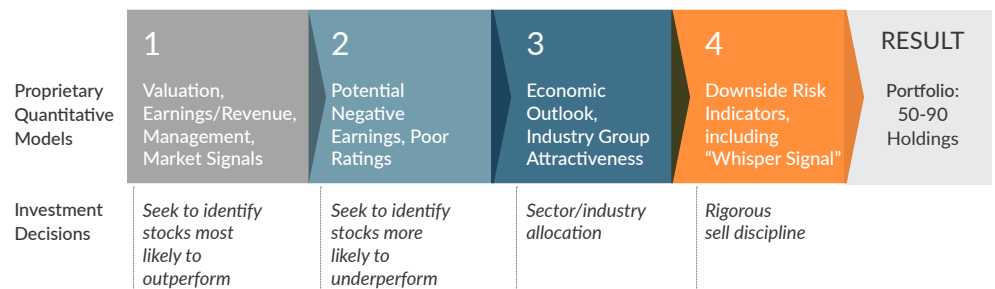 1
2
3
4
RESULT
Proprietary
Quantitative
Models
Valuation,
Earnings/Revenue,
Management,
Market Signals
Potential
Negative
Earnings, Poor
Ratings
Economic
Outlook,
Industry Group
Attractiveness
Downside Risk
Indicators,
including
“Whisper Signal”
Portfolio:
50-90
Holdings
Investment
Decisions
Seek to identify
stocks most
likely to
outperform
Seek to identify
stocks more
likely to
underperform
Sector/industry
allocation
Rigorous
sell discipline